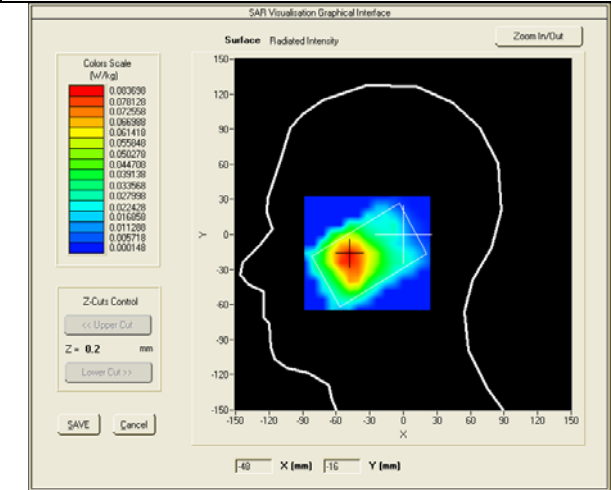 SAR Visualisation Graphical Interface
Surface Radiated Intensity
Zoom In/Out
Colors Scale
(W/kg)
0.083698
0.078128
0.072558
0.066988
0.061418
0.055848
0.050278
0.044708
0.039138
0.033568
0.027998
0.022428
0.016858
0.011288
0.005718
0.000148
Z-Cuts Control
<< Upper Cut
Z = 0.2 mm
Lower Cut >>
SAVE Cancel
150
120
90
60
30
0
-30
-60
-90
-120
-150
Y
-150 -120 -90 -60 -30 0 30 60 90 120 150
X
-48 X (mm) -16 Y (mm)